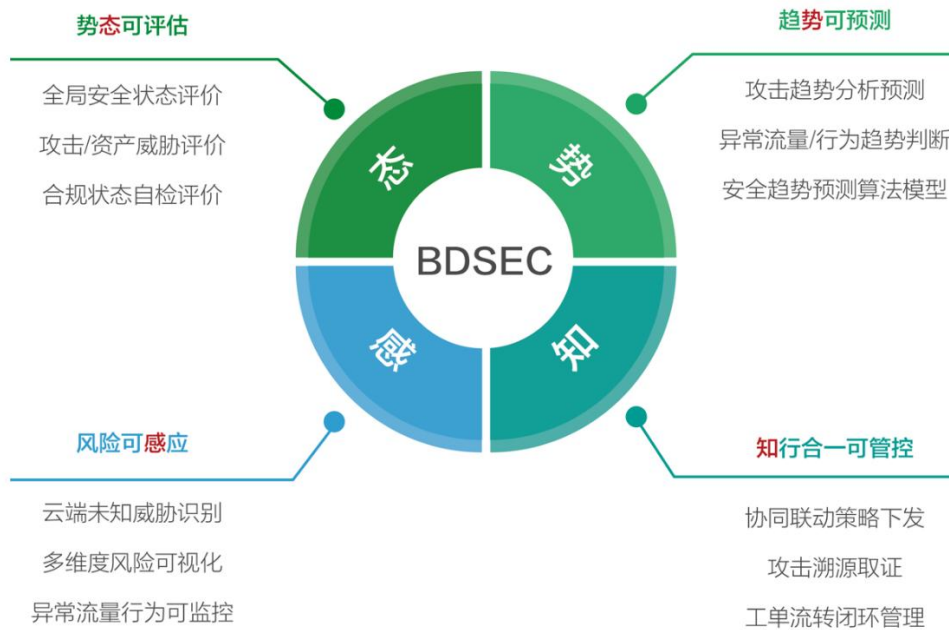 势态可评估
全局安全状态评价
攻击/资产威胁评价
合规状态自检评价
趋势可预测
攻击趋势分析预测
异常流量/行为趋势判断
安全趋势预测算法模型
态
势
BDSEC
感
知
风险可感应
云端未知威胁识别
多维度风险可视化
异常流量行为可监控
知行合一可管控
协同联动策略下发
攻击溯源取证
工单流转闭环管理